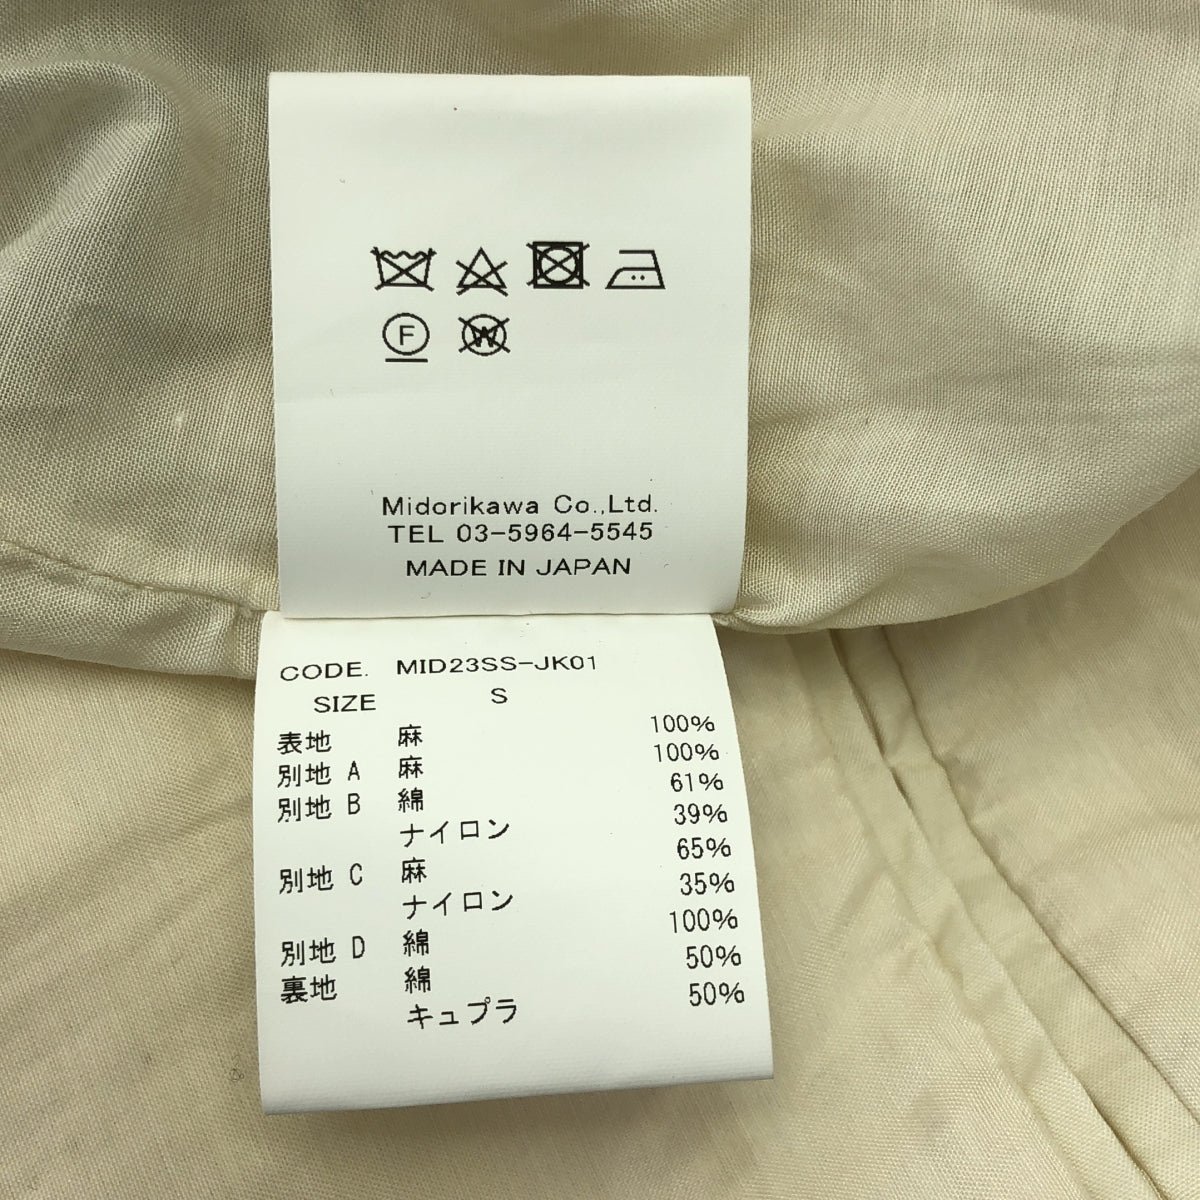 F W
Midorikawa Co.,Ltd.
TEL 03-5964-5545
MADE IN JAPAN
CODE. MID23SS-JK01
SIZE S
表地 麻 100%
別地 A 麻 100%
別地 B 綿 61%
ナイロン 39%
別地 C 麻 65%
ナイロン 35%
別地 D 綿 100%
裏地 綿 50%
キュプラ 50%